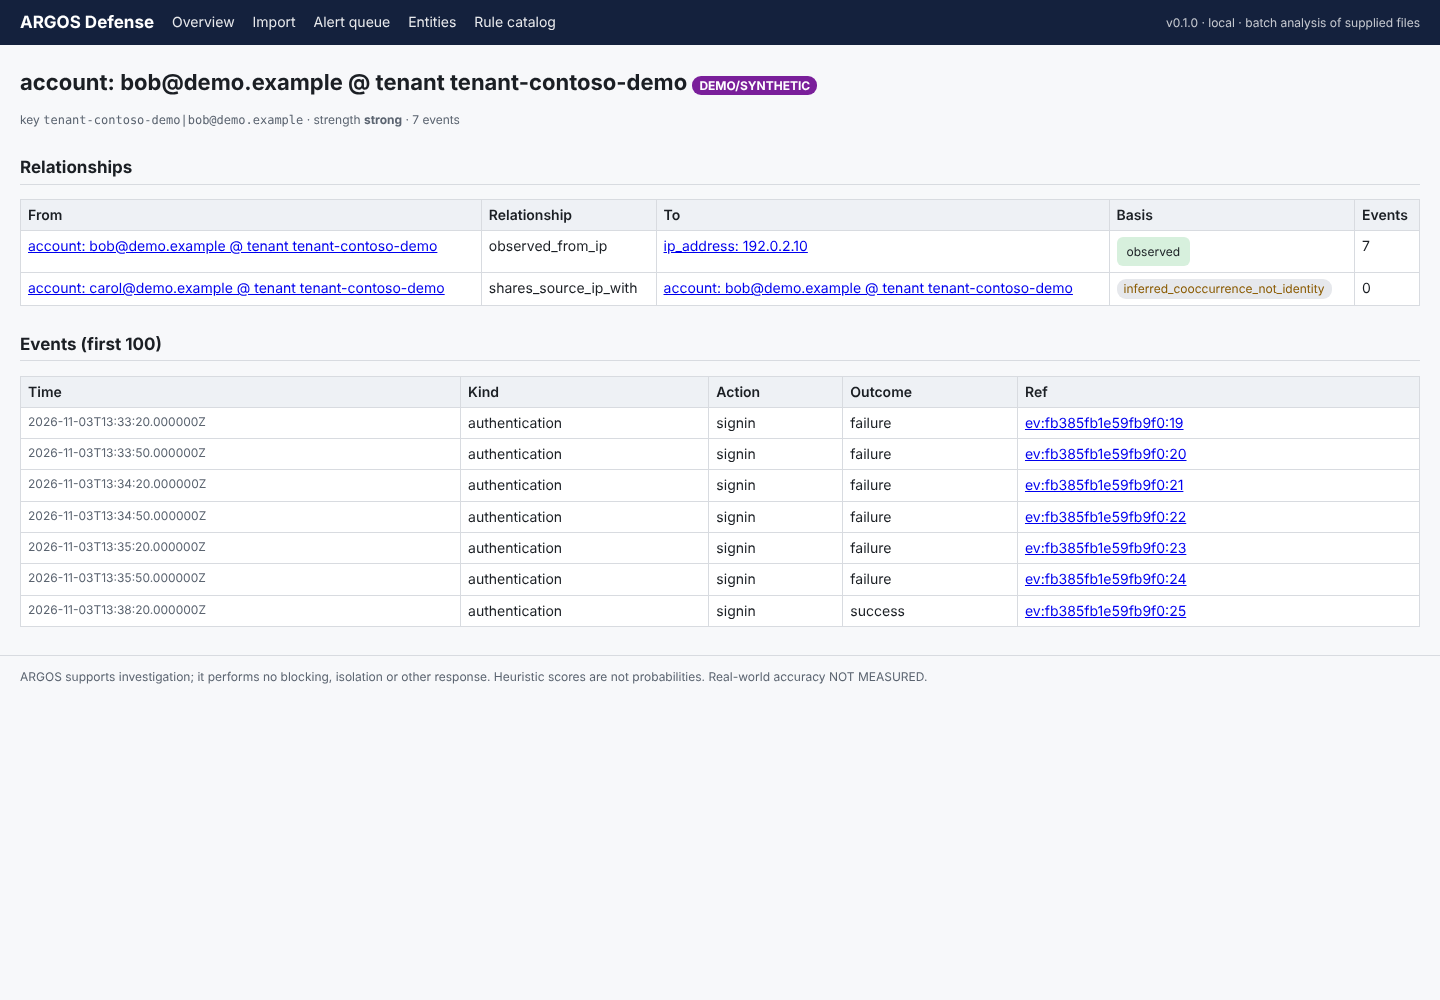 ARGOS Defense Overview Import Alert queue Entities Rule catalog v0.1.0 · local · batch analysis of supplied files
account: bob@demo.example @ tenant tenant-contoso-demo DEMO/SYNTHETIC
key tenant-contoso-demo|bob@demo.example · strength strong · 7 events
Relationships
From Relationship To Basis Events
account: bob@demo.example @ tenant tenant-contoso-demo observed_from_ip ip_address: 192.0.2.10 observed 7
account: carol@demo.example @ tenant tenant-contoso-demo shares_source_ip_with account: bob@demo.example @ tenant tenant-contoso-demo inferred_cooccurrence_not_identity 0
Events (first 100)
Time Kind Action Outcome Ref
2026-11-03T13:33:20.000000Z authentication signin failure ev:fb385fb1e59fb9f0:19
2026-11-03T13:33:50.000000Z authentication signin failure ev:fb385fb1e59fb9f0:20
2026-11-03T13:34:20.000000Z authentication signin failure ev:fb385fb1e59fb9f0:21
2026-11-03T13:34:50.000000Z authentication signin failure ev:fb385fb1e59fb9f0:22
2026-11-03T13:35:20.000000Z authentication signin failure ev:fb385fb1e59fb9f0:23
2026-11-03T13:35:50.000000Z authentication signin failure ev:fb385fb1e59fb9f0:24
2026-11-03T13:38:20.000000Z authentication signin success ev:fb385fb1e59fb9f0:25
ARGOS supports investigation; it performs no blocking, isolation or other response. Heuristic scores are not probabilities. Real-world accuracy NOT MEASURED.